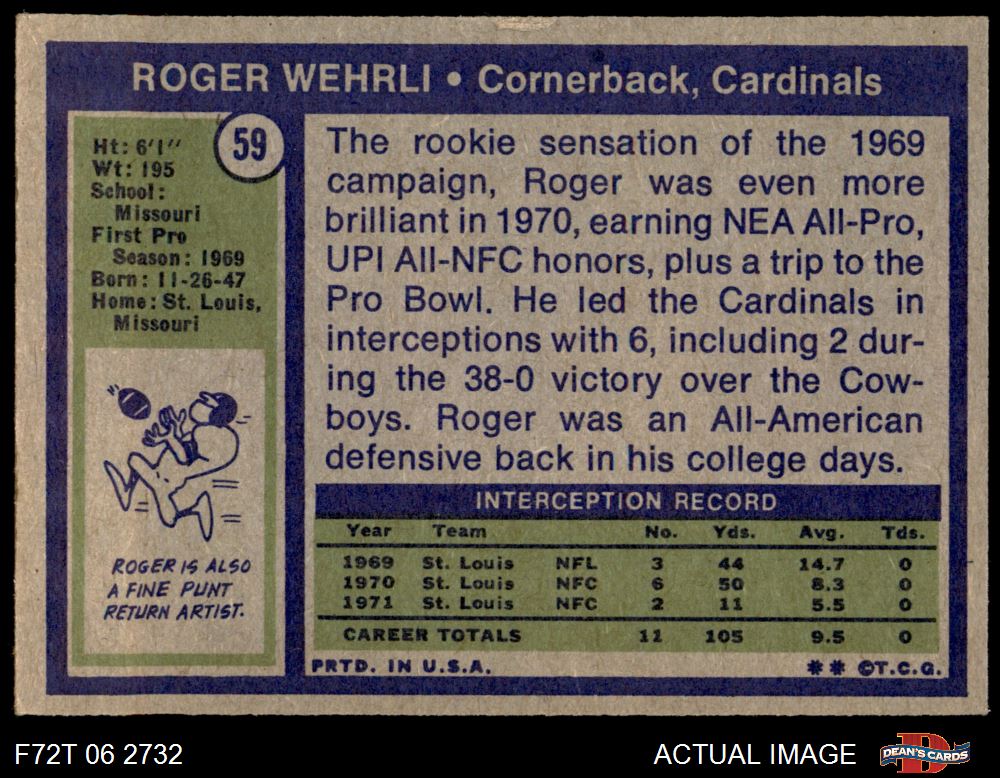 ROGER WEHRLI • Cornerback, Cardinals
59
Ht: 6'1"
Wt: 195
School:
Missouri
First Pro
Season: 1969
Born: 11-26-47
Home: St. Louis,
Missouri
ROGER IS ALSO
A FINE PUNT
RETURN ARTIST.
The rookie sensation of the 1969
campaign, Roger was even more
brilliant in 1970, earning NEA All-Pro,
UPI All-NFC honors, plus a trip to the
Pro Bowl. He led the Cardinals in
interceptions with 6, including 2 dur-
ing the 38-0 victory over the Cow-
boys. Roger was an All-American
defensive back in his college days.
INTERCEPTION RECORD
Year Team No. Yds. Avg. Tds.
1969 St. Louis NFL 3 44 14.7 0
1970 St. Louis NFC 6 50 8.3 0
1971 St. Louis NFC 2 11 5.5 0
CAREER TOTALS 11 105 9.5 0
PRTD. IN U.S.A. ** ©T.C.G.
F72T 06 2732 ACTUAL IMAGE DEAN'S CARDS